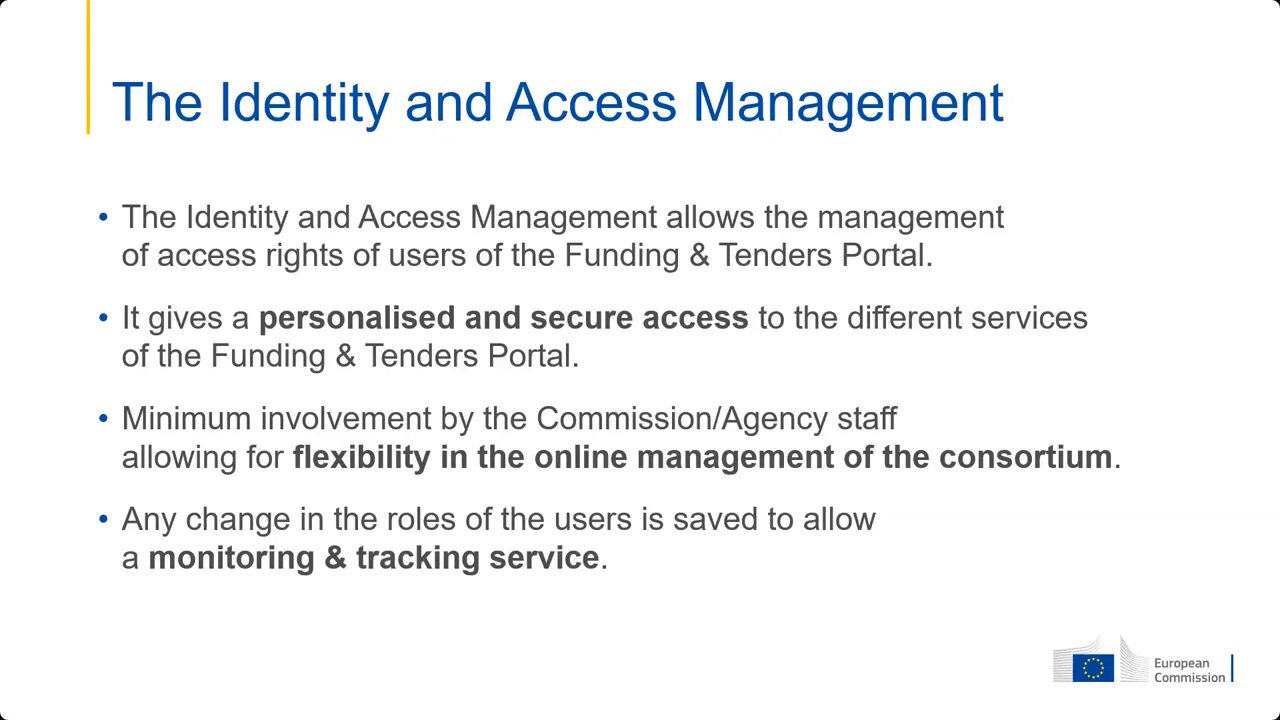 The Identity and Access Management
• The Identity and Access Management allows the management
of access rights of users of the Funding & Tenders Portal.
• It gives a personalised and secure access to the different services
of the Funding & Tenders Portal.
• Minimum involvement by the Commission/Agency staff
allowing for flexibility in the online management of the consortium.
• Any change in the roles of the users is saved to allow
a monitoring & tracking service.
European
Commission